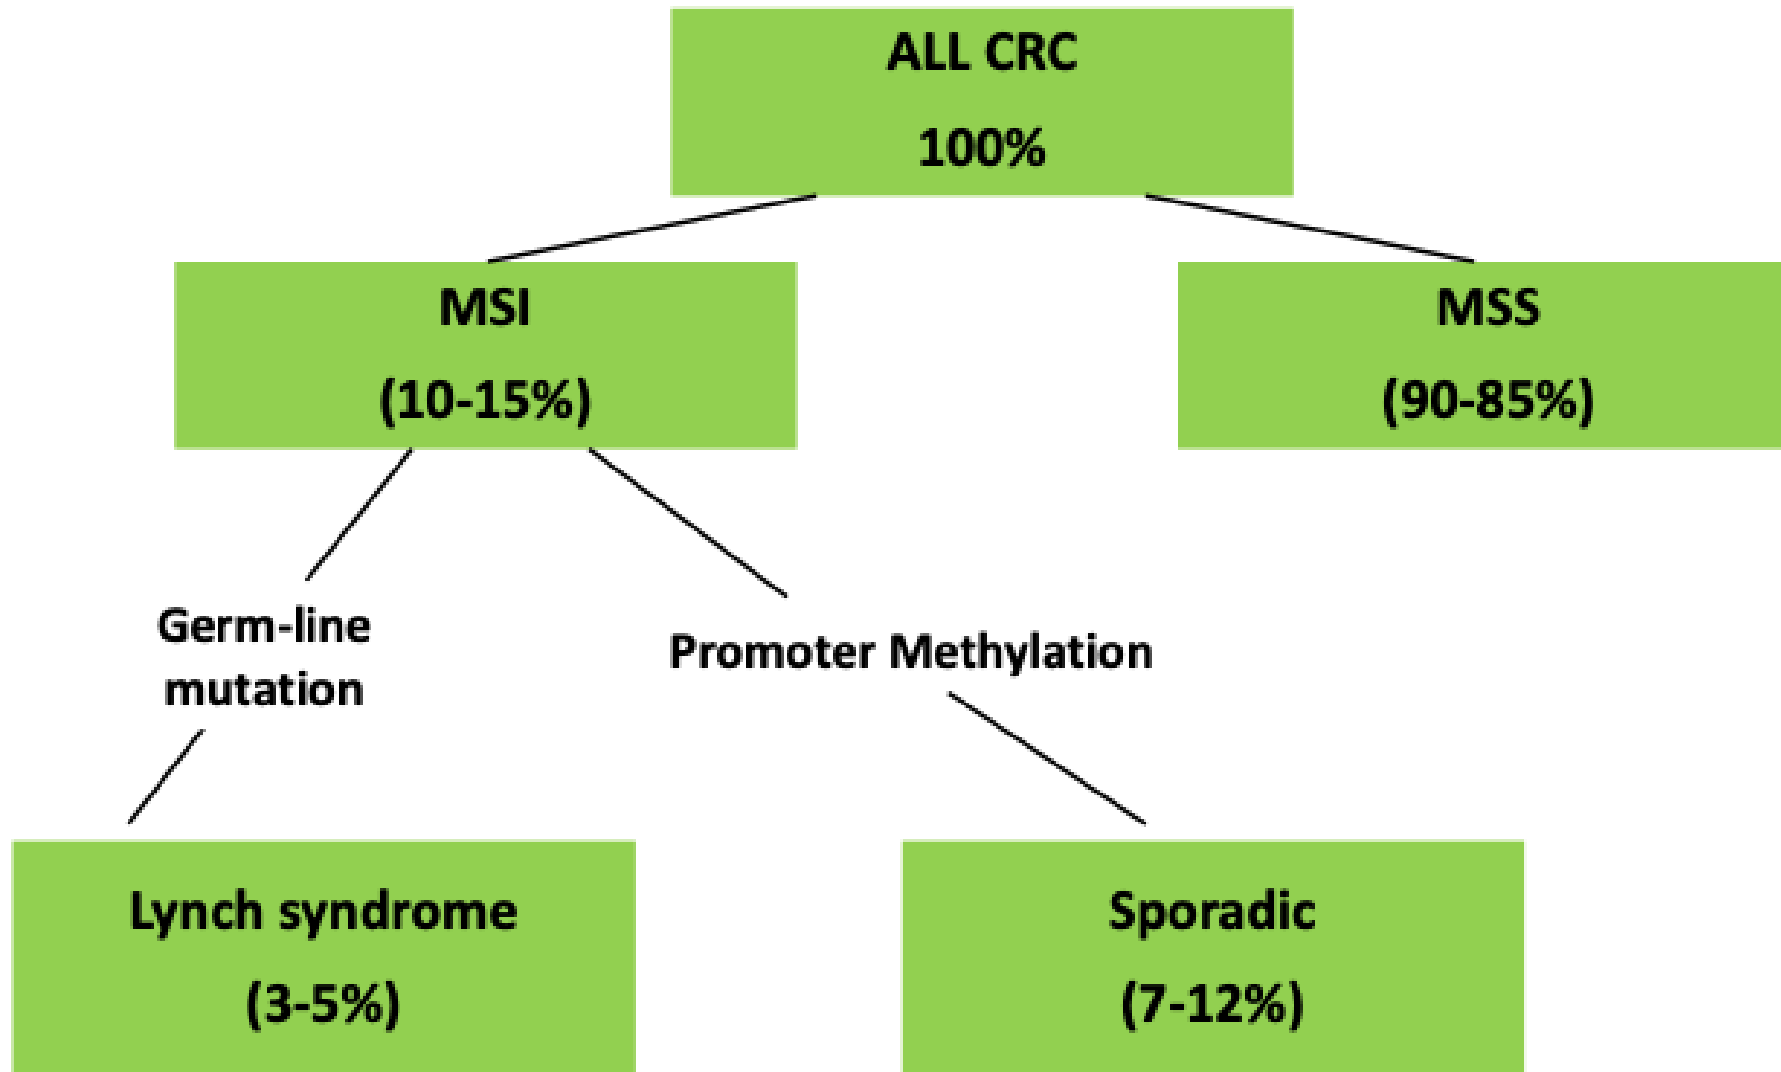 ALL CRC
100%
MSI
(10-15%)
MSS
(90-85%)
Germ-line
mutation
Promoter Methylation
Lynch syndrome
(3-5%)
Sporadic
(7-12%)